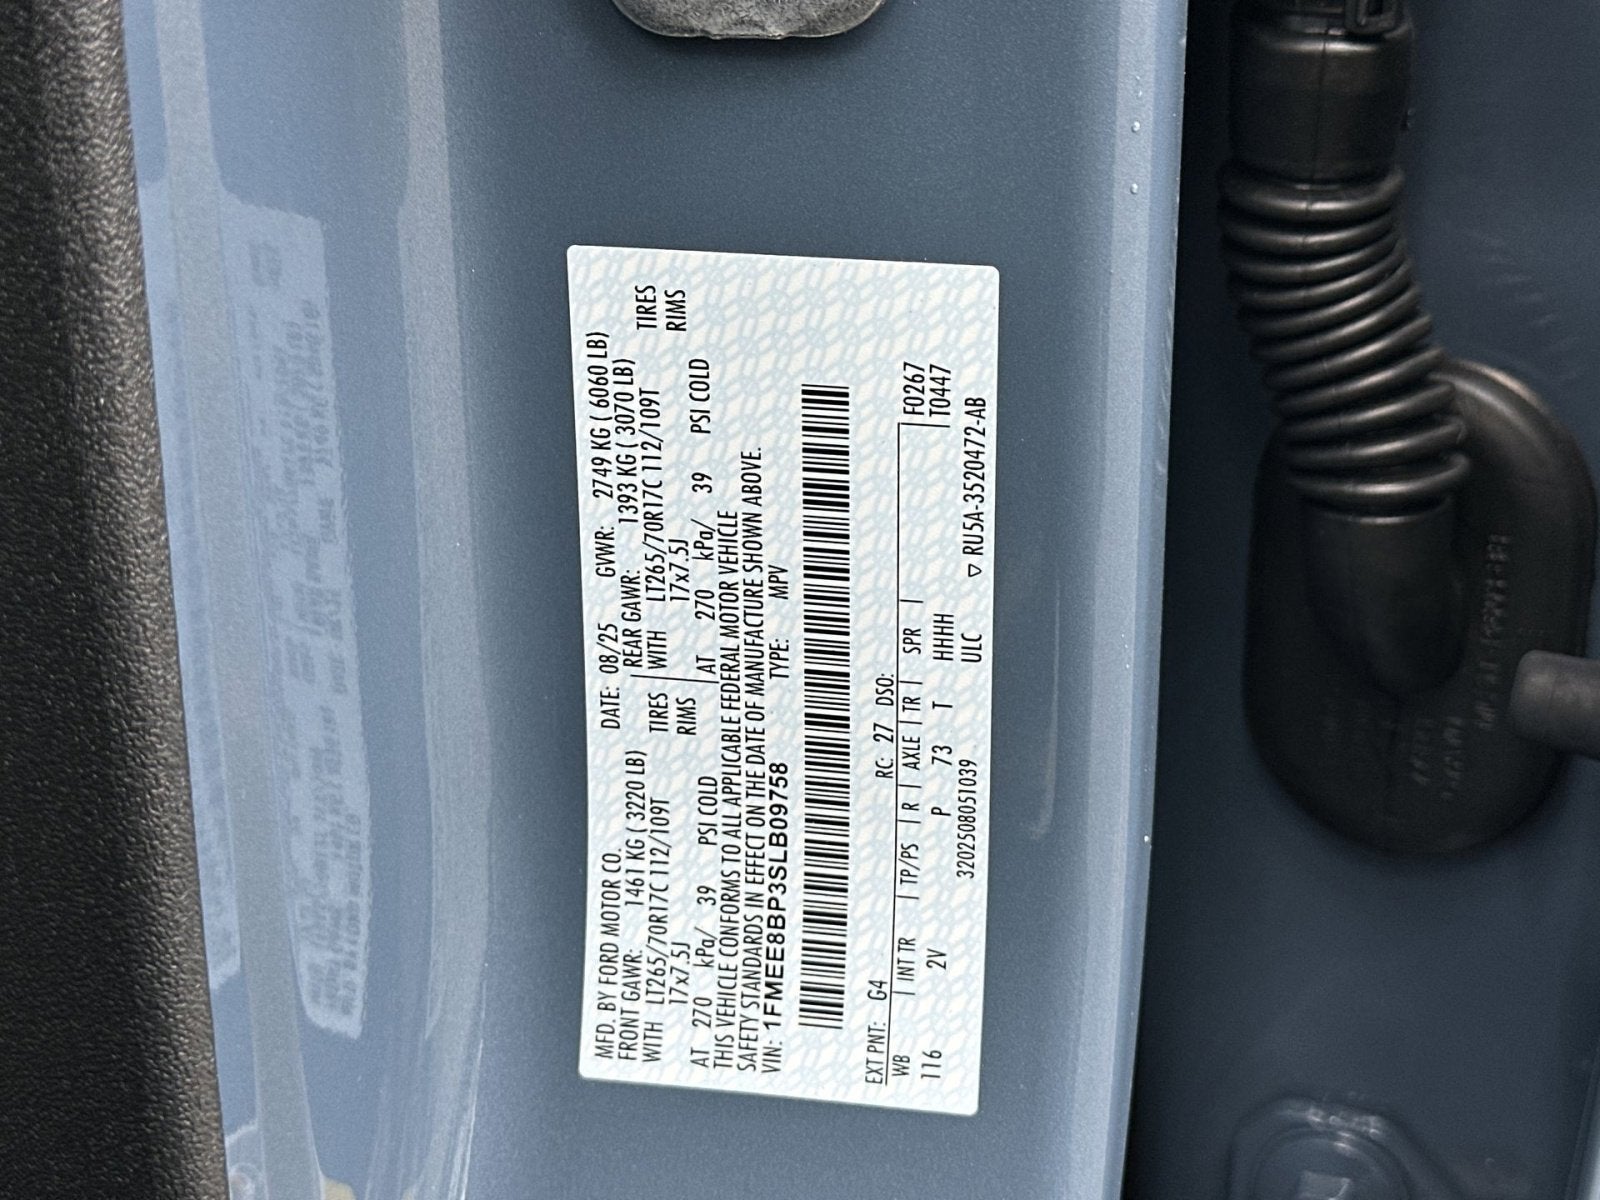 MFD. BY FORD MOTOR CO. DATE: 08/25 GVWR: 2749 KG ( 6060 LB)
FRONT GAWR: 1461 KG ( 3220 LB) REAR GAWR: 1393 KG ( 3070 LB)
WITH LT265/70R17C 112/109T TIRES WITH LT265/70R17C 112/109T TIRES
17x7.5J RIMS 17x7.5J RIMS
AT 270 kPa/ 39 PSI COLD AT 270 kPa/ 39 PSI COLD
THIS VEHICLE CONFORMS TO ALL APPLICABLE FEDERAL MOTOR VEHICLE
SAFETY STANDARDS IN EFFECT ON THE DATE OF MANUFACTURE SHOWN ABOVE.
VIN: 1FMEE8BP3SLB09758 TYPE: MPV
EXT PNT: G4 RC: 27 DSO:
WB INT TR TP/PS R AXLE TR SPR F0267
116 2V P 73 T HHHH T0447
3202508051039 ULC ▽ RU5A-3520472-AB